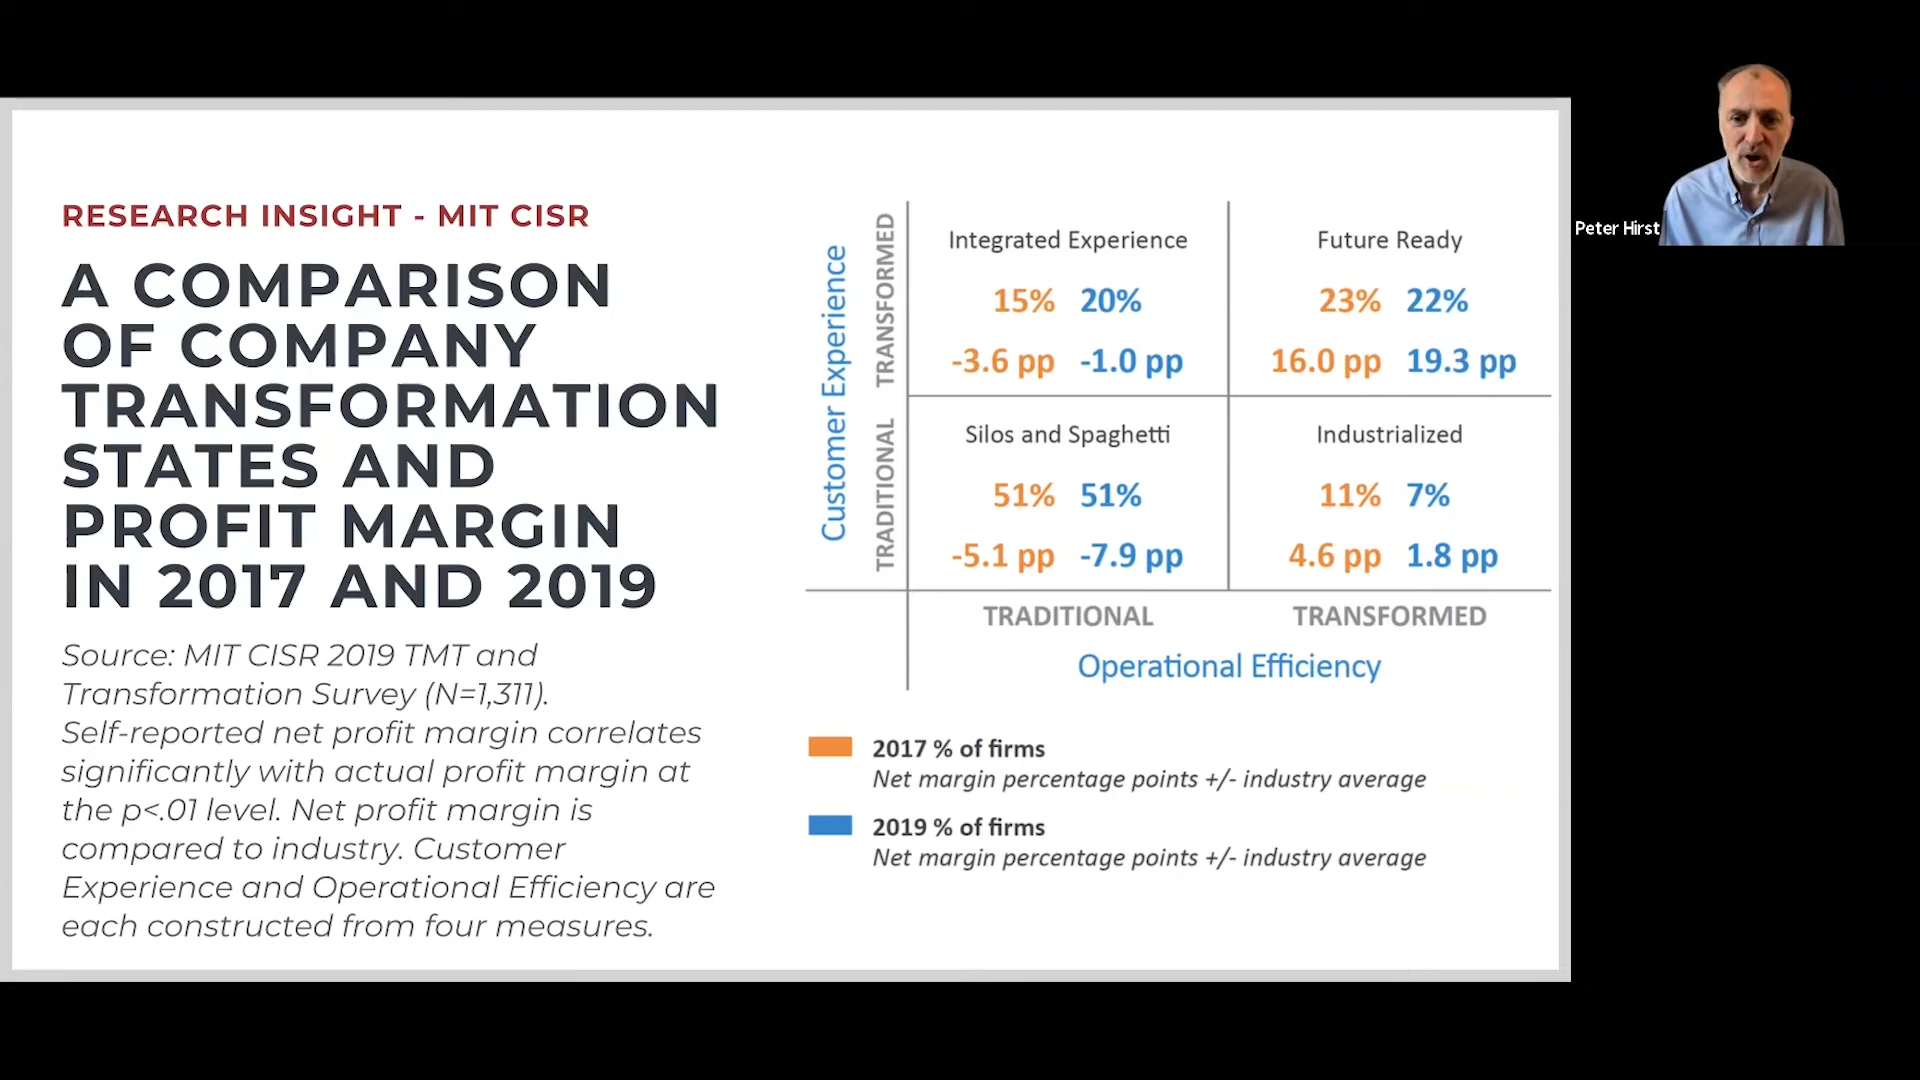 RESEARCH INSIGHT - MIT CISR
A COMPARISON
OF COMPANY
TRANSFORMATION
STATES AND
PROFIT MARGIN
IN 2017 AND 2019
Source: MIT CISR 2019 TMT and
Transformation Survey (N=1,311).
Self-reported net profit margin correlates
significantly with actual profit margin at
the p<.01 level. Net profit margin is
compared to industry. Customer
Experience and Operational Efficiency are
each constructed from four measures.
Customer Experience
TRANSFORMED
TRADITIONAL
Integrated Experience
15% 20%
-3.6 pp -1.0 pp
Future Ready
23% 22%
16.0 pp 19.3 pp
Silos and Spaghetti
51% 51%
-5.1 pp -7.9 pp
Industrialized
11% 7%
4.6 pp 1.8 pp
TRADITIONAL
TRANSFORMED
Operational Efficiency
2017 % of firms
Net margin percentage points +/- industry average
2019 % of firms
Net margin percentage points +/- industry average
Peter Hirst